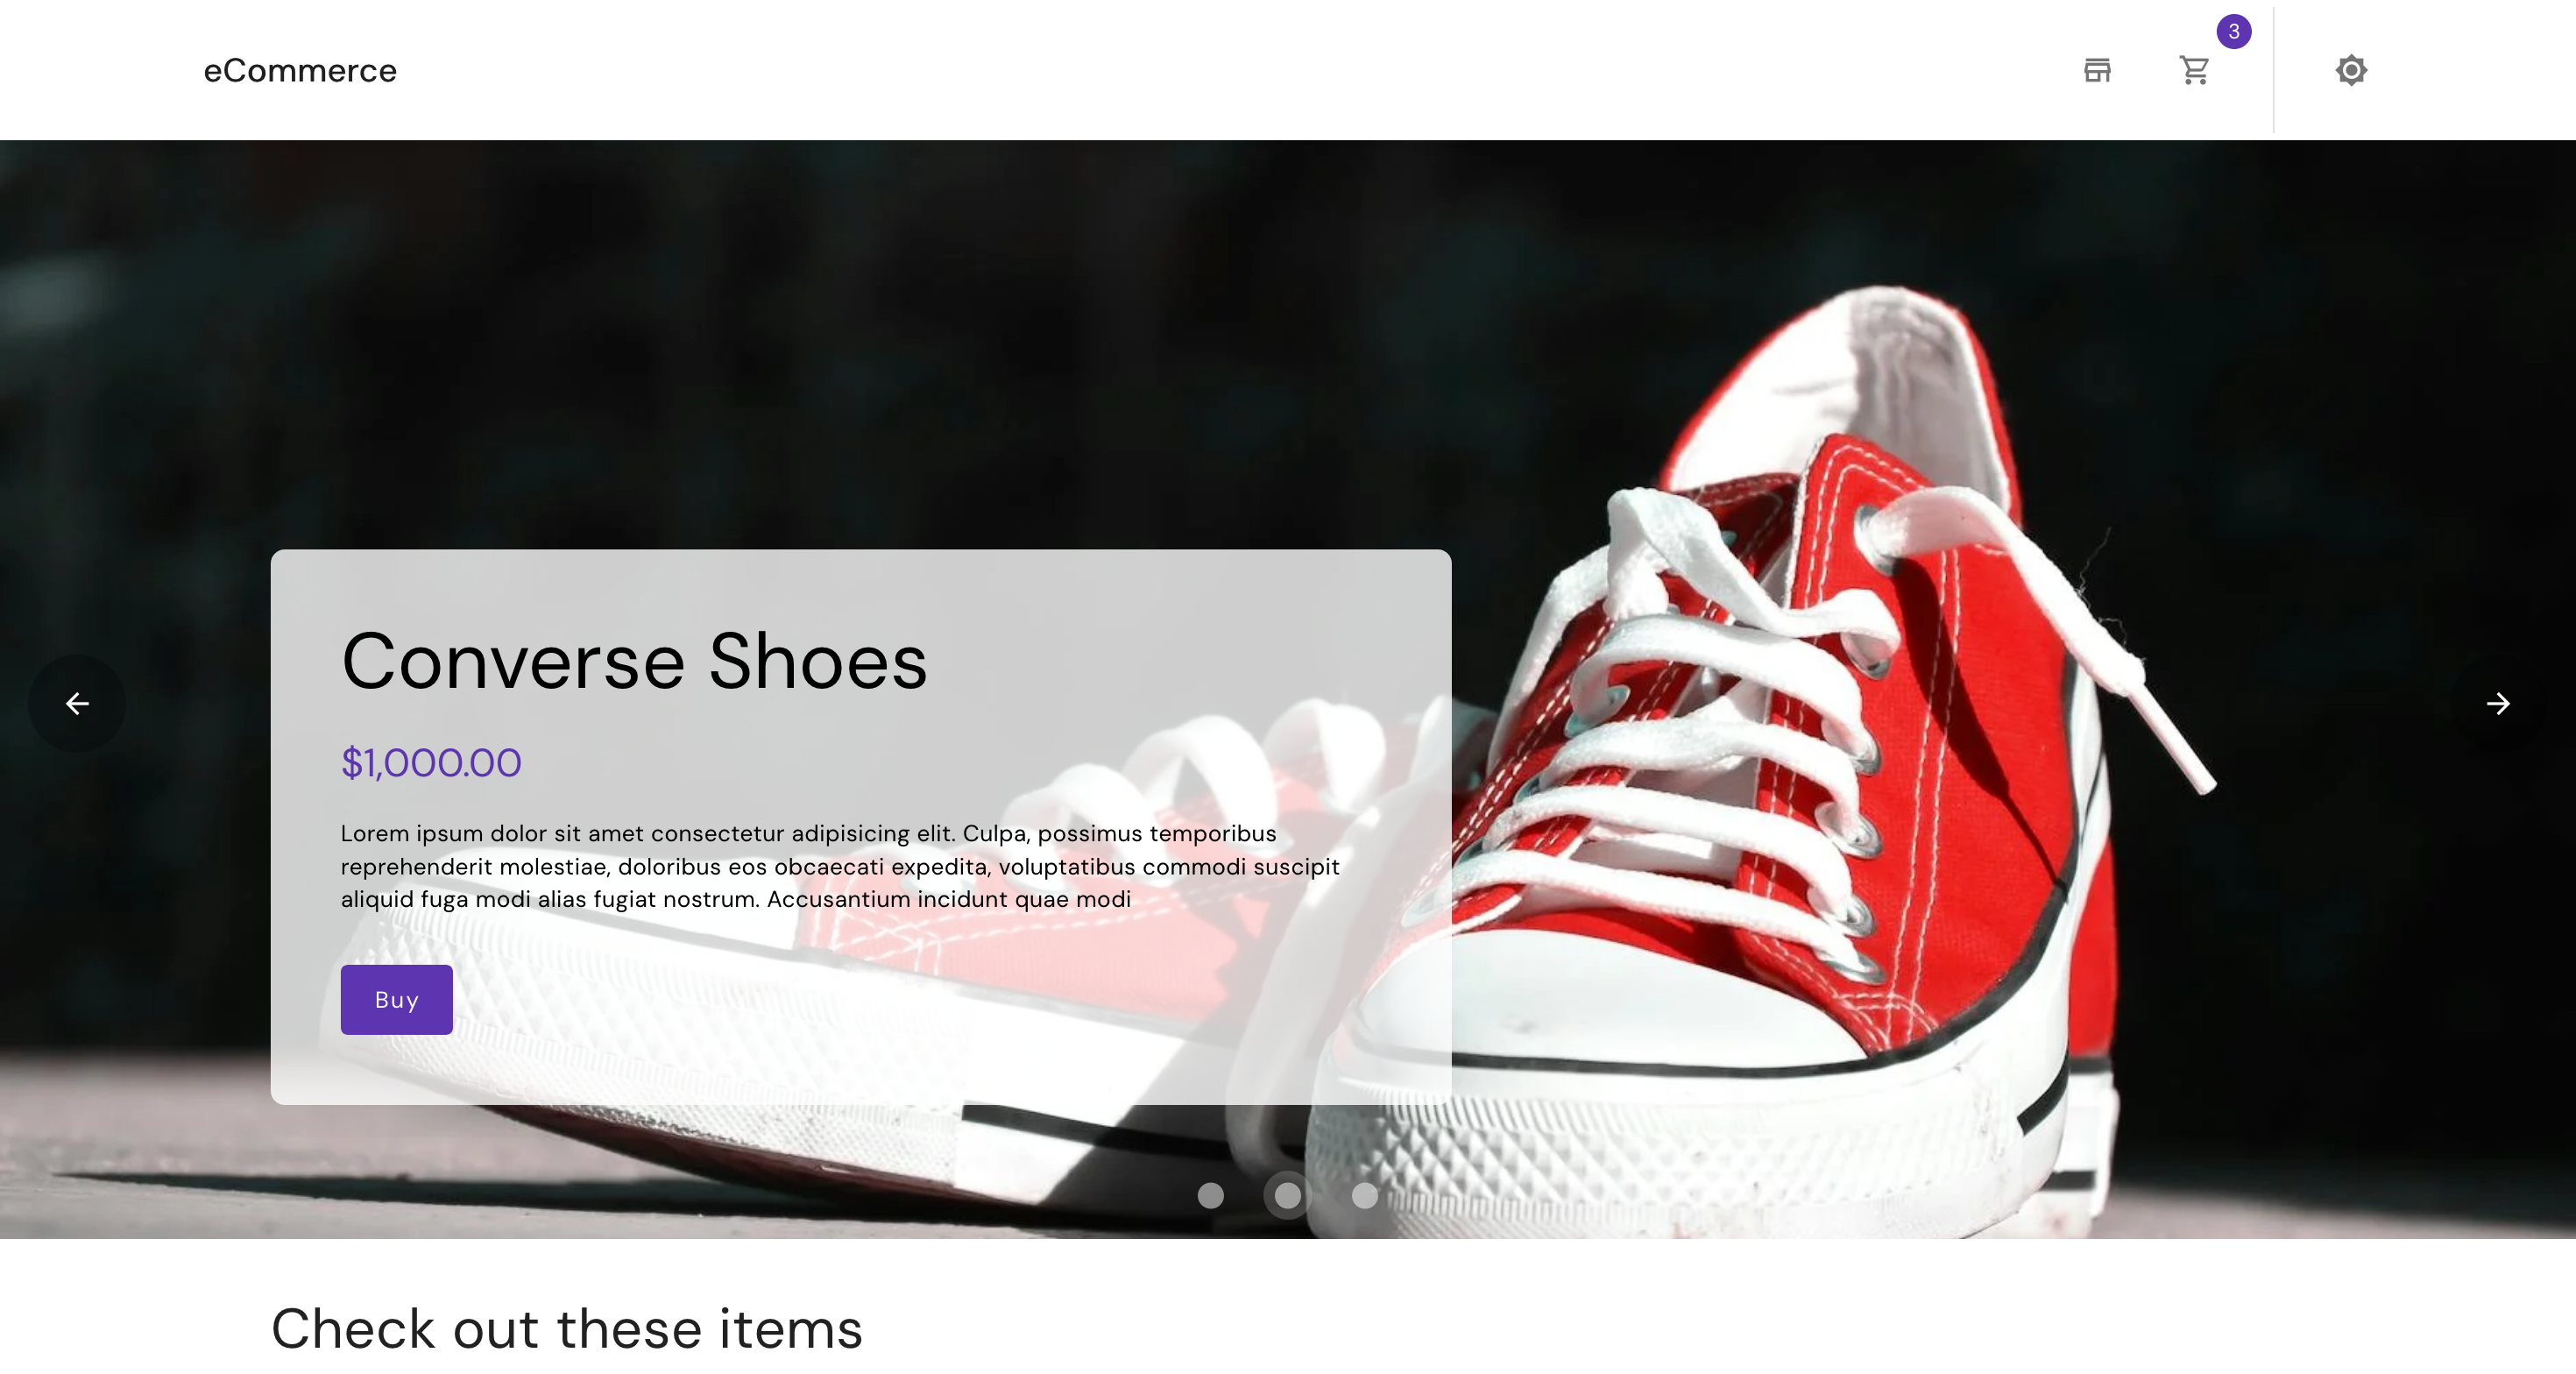 eCommerce
3
Converse Shoes
$1,000.00
Lorem ipsum dolor sit amet consectetur adipisicing elit. Culpa, possimus temporibus
reprehenderit molestiae, doloribus eos obcaecati expedita, voluptatibus commodi suscipit
aliquid fuga modi alias fugiat nostrum. Accusantium incidunt quae modi
Buy
Check out these items